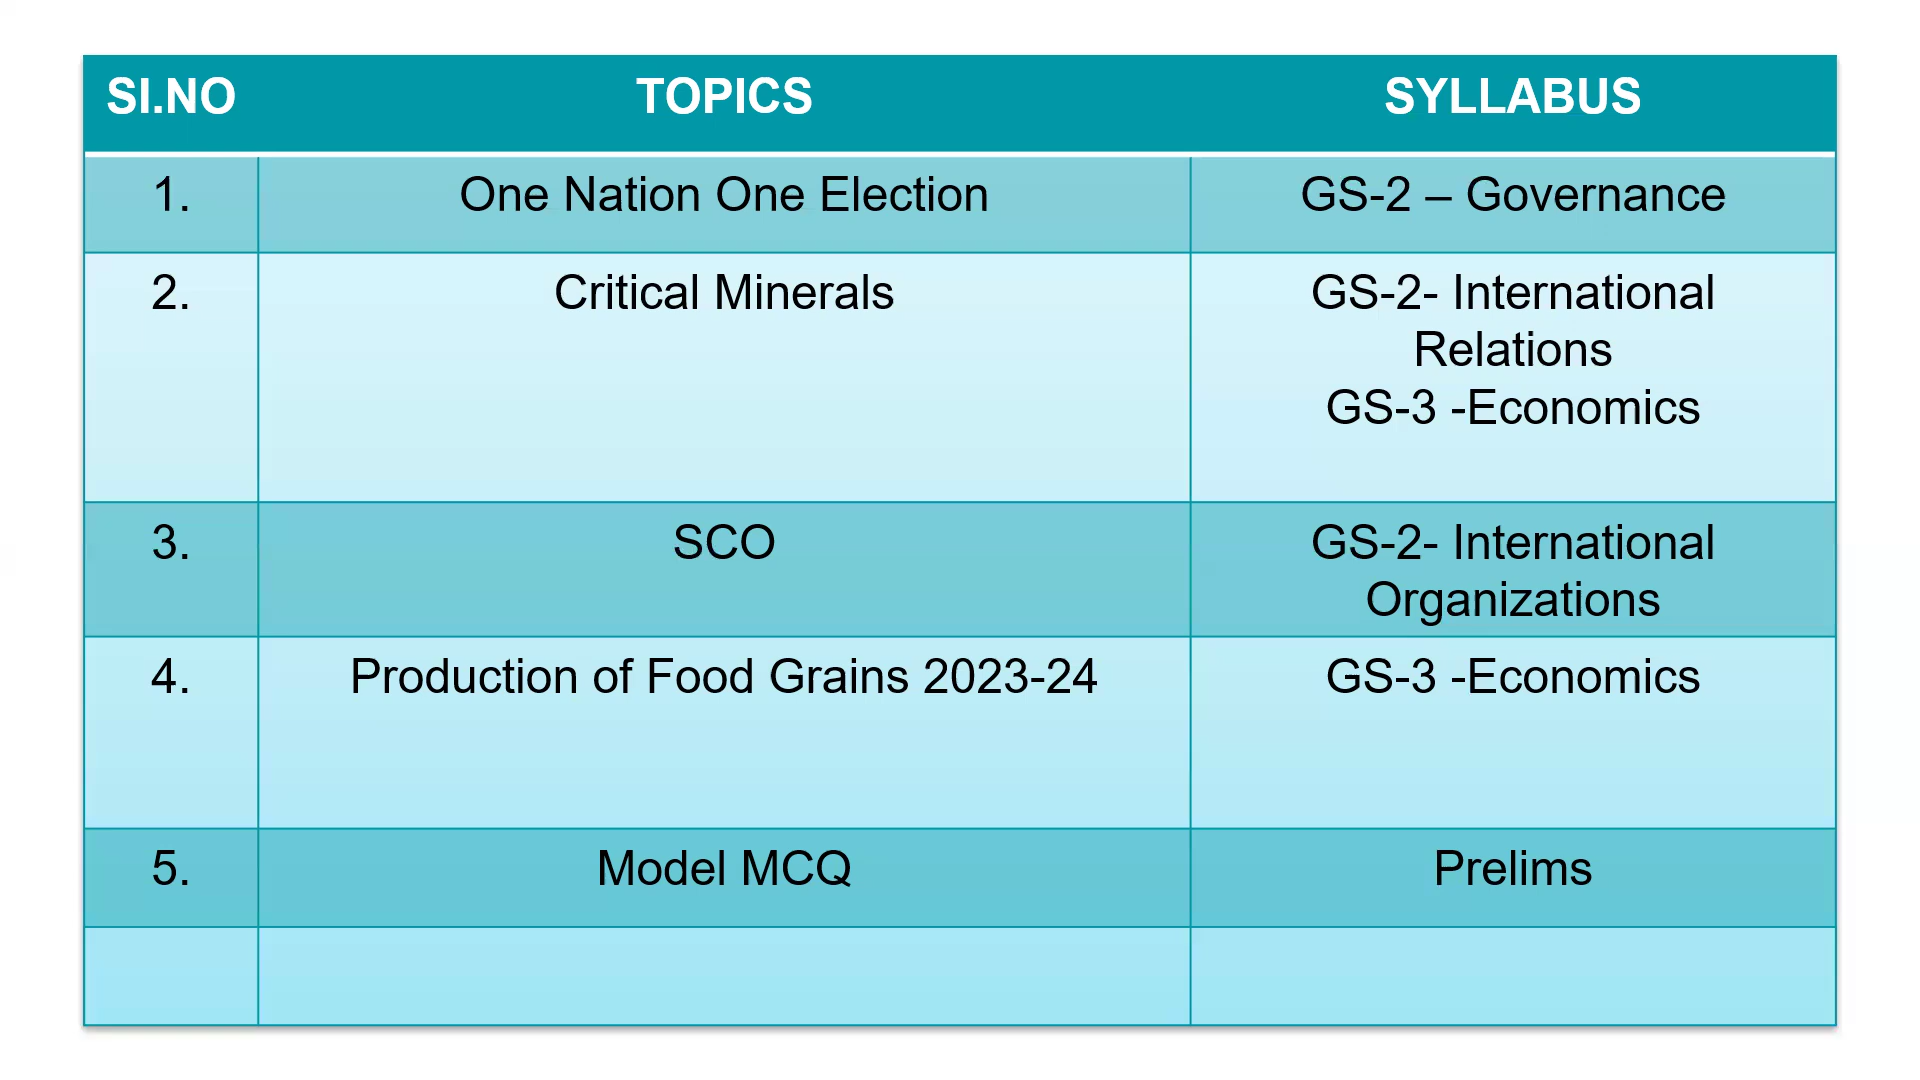 SI.NO TOPICS SYLLABUS
1. One Nation One Election GS-2 – Governance
2. Critical Minerals GS-2- International
Relations
GS-3 -Economics
3. SCO GS-2- International
Organizations
4. Production of Food Grains 2023-24 GS-3 -Economics
5. Model MCQ Prelims